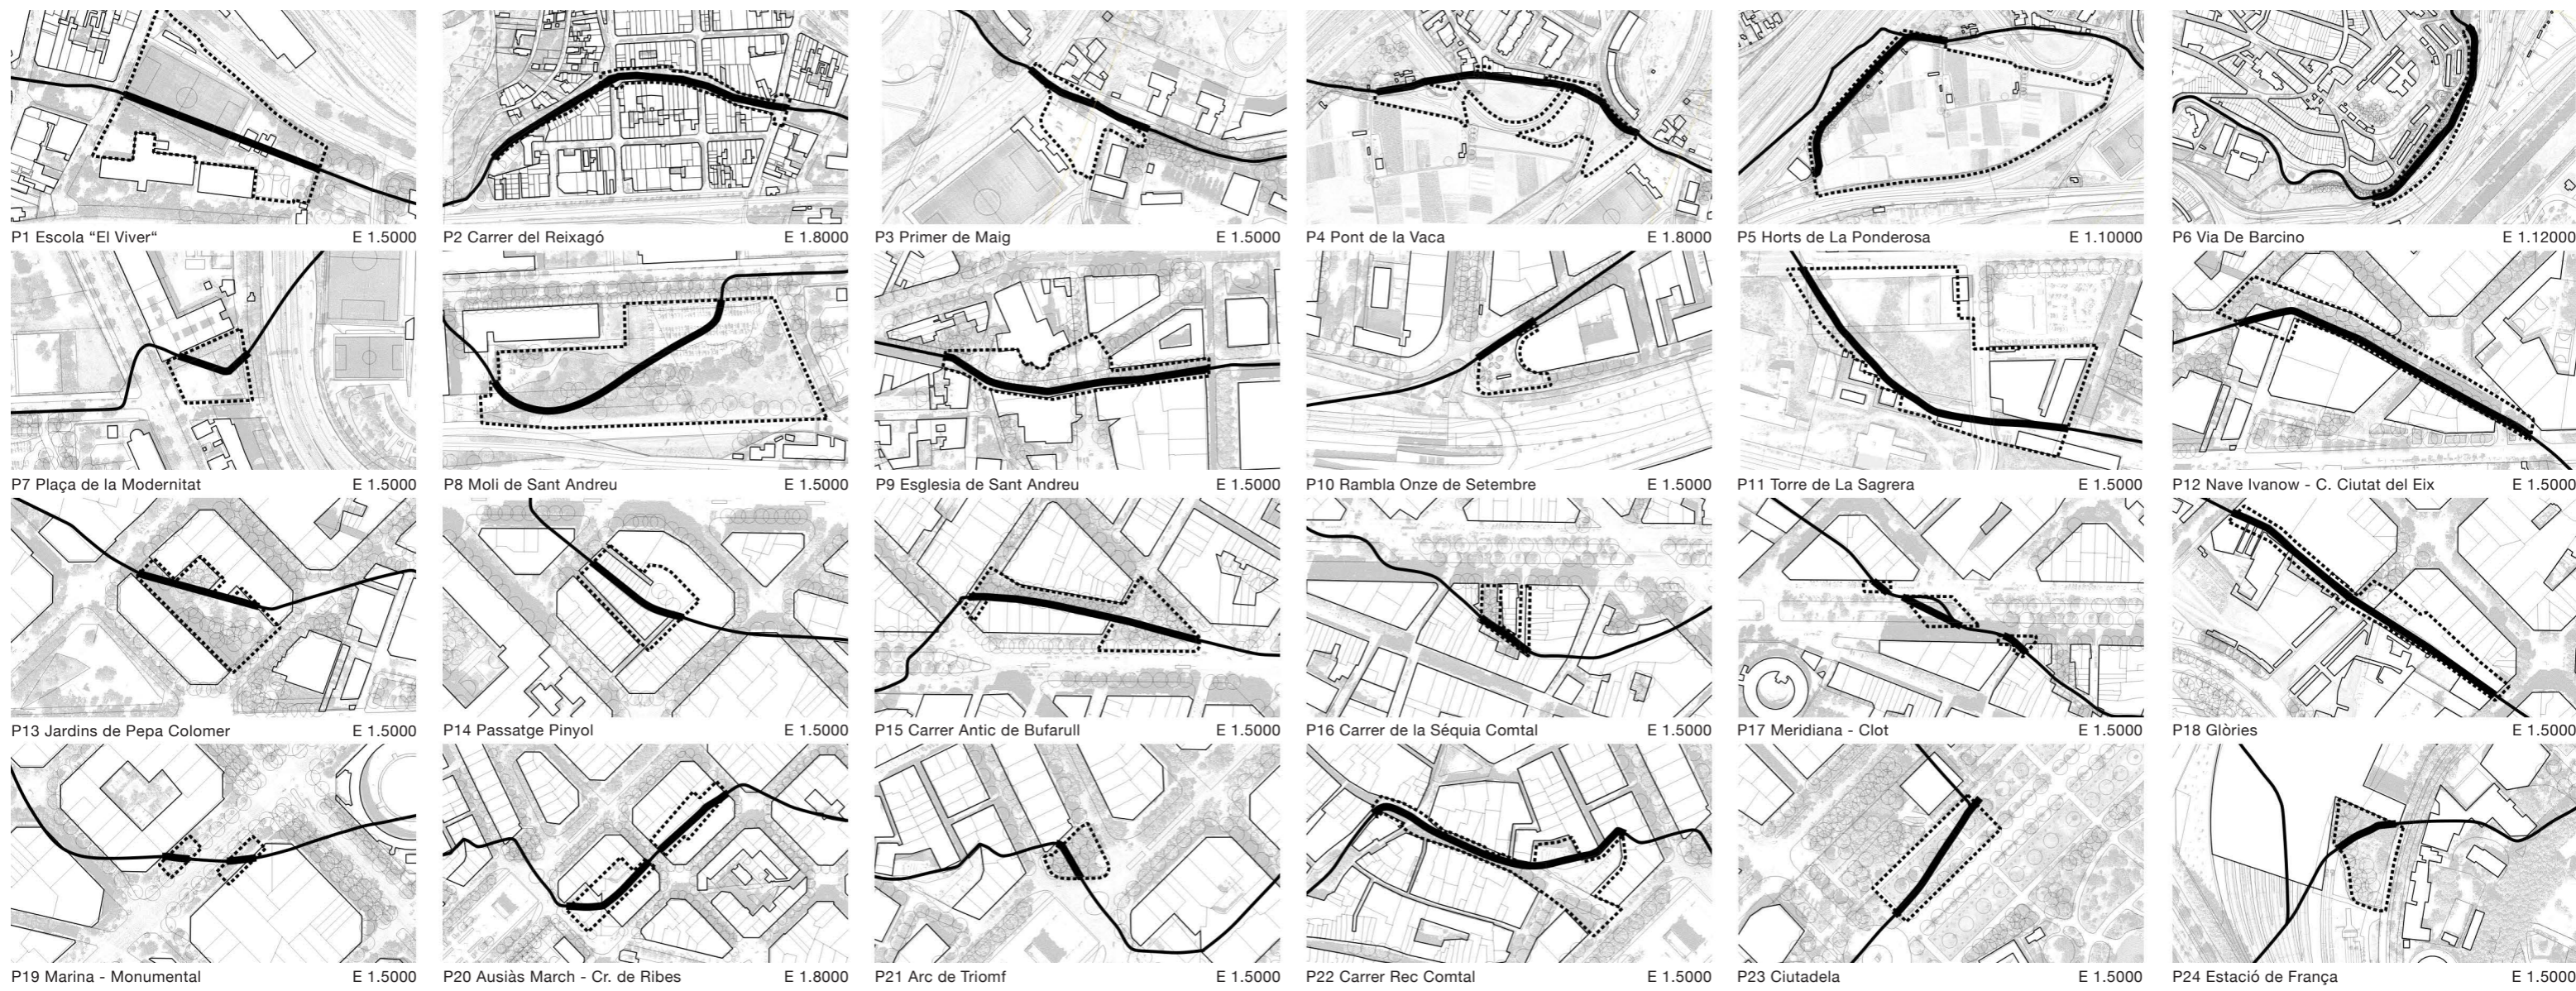 P1 Escola “El Viver“ E 1.5000
P2 Carrer del Reixagó E 1.8000
P3 Primer de Maig E 1.5000
P4 Pont de la Vaca E 1.8000
P5 Horts de La Ponderosa E 1.10000
P6 Via De Barcino E 1.12000
P7 Plaça de la Modernitat E 1.5000
P8 Moli de Sant Andreu E 1.5000
P9 Esglesia de Sant Andreu E 1.5000
P10 Rambla Onze de Setembre E 1.5000
P11 Torre de La Sagrera E 1.5000
P12 Nave Ivanow - C. Ciutat del Eix E 1.5000
P13 Jardins de Pepa Colomer E 1.5000
P14 Passatge Pinyol E 1.5000
P15 Carrer Antic de Bufarull E 1.5000
P16 Carrer de la Séquia Comtal E 1.5000
P17 Meridiana - Clot E 1.5000
P18 Glòries E 1.5000
P19 Marina - Monumental E 1.5000
P20 Ausiàs March - Cr. de Ribes E 1.8000
P21 Arc de Triomf E 1.5000
P22 Carrer Rec Comtal E 1.5000
P23 Ciutadela E 1.5000
P24 Estació de França E 1.5000